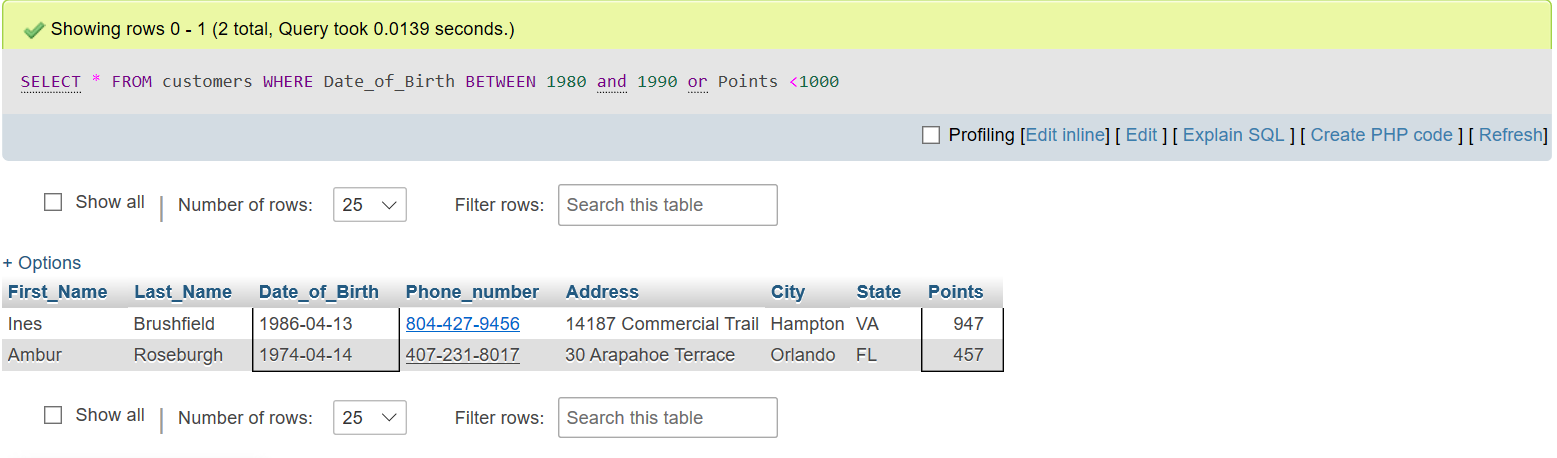 Showing rows 0 - 1 (2 total, Query took 0.0139 seconds.)
SELECT * FROM customers WHERE Date_of_Birth BETWEEN 1980 and 1990 or Points <1000
Profiling [Edit inline] [ Edit ] [ Explain SQL ] [ Create PHP code ] [ Refresh]
Show all | Number of rows: 25 Filter rows: Search this table
+ Options
First_Name Last_Name Date_of_Birth Phone_number Address City State Points
Ines Brushfield 1986-04-13 804-427-9456 14187 Commercial Trail Hampton VA 947
Ambur Roseburgh 1974-04-14 407-231-8017 30 Arapahoe Terrace Orlando FL 457
Show all | Number of rows: 25 Filter rows: Search this table